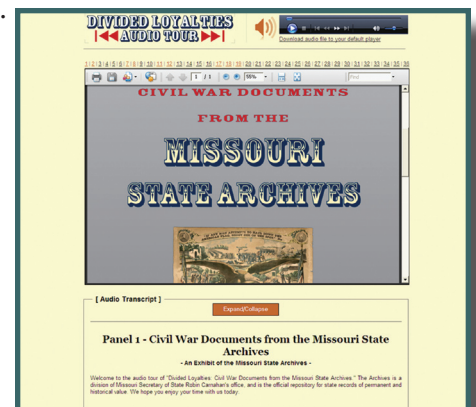 DIVIDED LOYALTIES
AUDIO TOUR
Download audio file to your default player
1|2|3|4|5|6|7|8|9|10|11|12|13|14|15|16|17|18|19|20|21|22|23|24|25|26|27|28|29|30|31|32|33|34|35|36
1 / 1
55%
Find
CIVIL WAR DOCUMENTS
FROM THE
MISSOURI
STATE ARCHIVES
[ Audio Transcript ]
Expand/Collapse
Panel 1 - Civil War Documents from the Missouri State
Archives
- An Exhibit of the Missouri State Archives -
Welcome to the audio tour of "Divided Loyalties: Civil War Documents from the Missouri State Archives." The Archives is a
division of Missouri Secretary of State Robin Carnahan's office, and is the official repository for state records of permanent and
historical value. We hope you enjoy your time with us today.